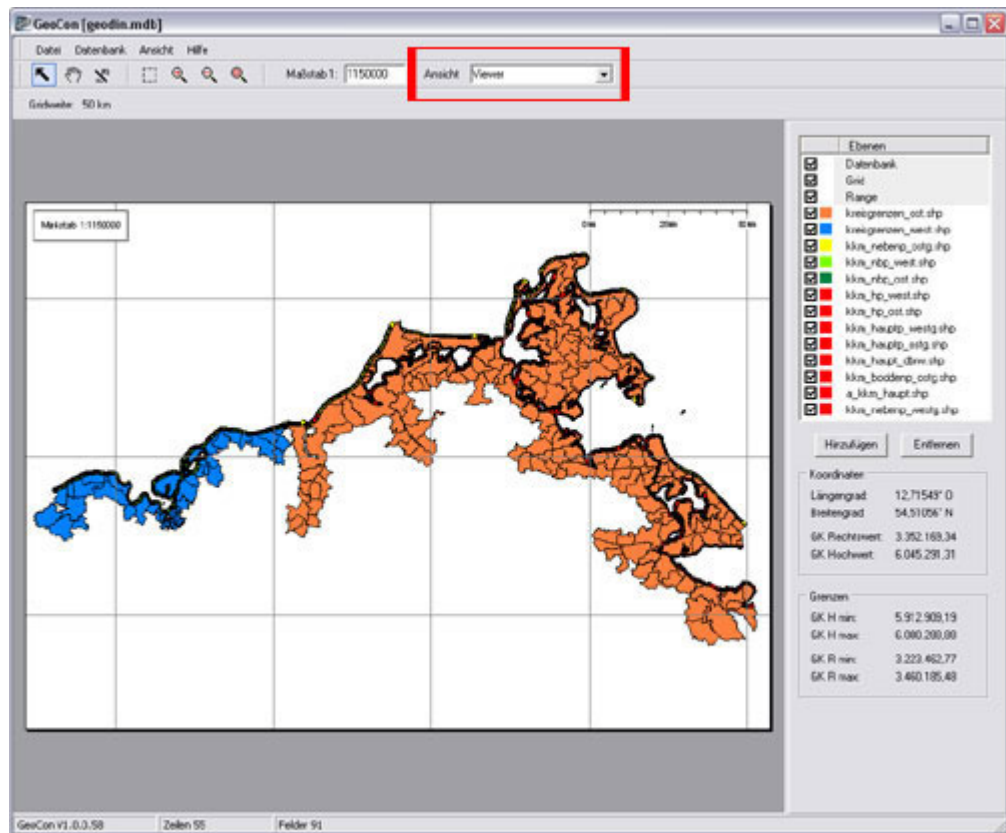 GeoCon [geodin.mdb]
Datei Datenbank Ansicht Hilfe
Maßstab 1: 1150000 Ansicht Viewer
Gridweite: 50 km
Maßstab 1:1150000
Ebenen
Datenbank
Grid
Range
kreisgrenzen_ost.shp
kreisgrenzen_west.shp
kkm_nebenp_ostg.shp
kkm_nbp_west.shp
kkm_nbp_ost.shp
kkm_hp_west.shp
kkm_hp_ost.shp
kkm_hauptp_westg.shp
kkm_hauptp_ostg.shp
kkm_haupt_dbrw.shp
kkm_boddenp_ostg.shp
a_kkm_haupt.shp
kkm_nebenp_westg.shp
Hinzufügen Entfernen
Koordinaten
Längengrad 12,71549° O
Breitengrad 54,51056° N
GK Rechtswert: 3.352.169,34
GK Hochwert: 6.045.291,31
Grenzen
GK H min: 5.912.909,19
GK H max: 6.080.288,88
GK R min: 3.223.462,77
GK R max: 3.460.185,48
GeoCon V1.0.0.58 Zeilen 55 Felder 91